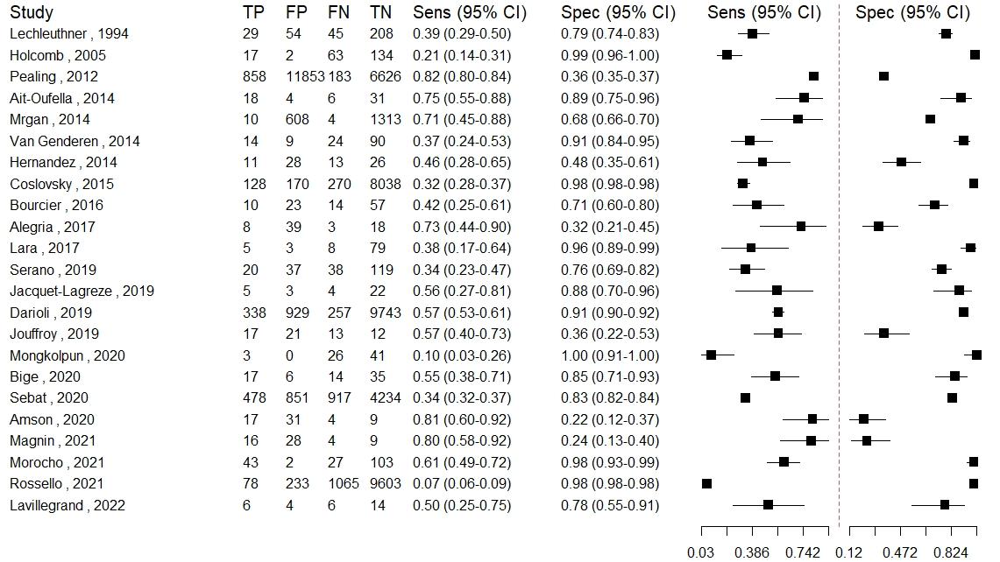 Study TP FP FN TN Sens (95% CI) Spec (95% CI) Sens (95% CI) Spec (95% CI)
Lechleuthner , 1994 29 54 45 208 0.39 (0.29-0.50) 0.79 (0.74-0.83)
Holcomb , 2005 17 2 63 134 0.21 (0.14-0.31) 0.99 (0.96-1.00)
Pealing , 2012 858 11853 183 6626 0.82 (0.80-0.84) 0.36 (0.35-0.37)
Ait-Oufella , 2014 18 4 6 31 0.75 (0.55-0.88) 0.89 (0.75-0.96)
Mrgan , 2014 10 608 4 1313 0.71 (0.45-0.88) 0.68 (0.66-0.70)
Van Genderen , 2014 14 9 24 90 0.37 (0.24-0.53) 0.91 (0.84-0.95)
Hernandez , 2014 11 28 13 26 0.46 (0.28-0.65) 0.48 (0.35-0.61)
Coslovsky , 2015 128 170 270 8038 0.32 (0.28-0.37) 0.98 (0.98-0.98)
Bourcier , 2016 10 23 14 57 0.42 (0.25-0.61) 0.71 (0.60-0.80)
Alegria , 2017 8 39 3 18 0.73 (0.44-0.90) 0.32 (0.21-0.45)
Lara , 2017 5 3 8 79 0.38 (0.17-0.64) 0.96 (0.89-0.99)
Serano , 2019 20 37 38 119 0.34 (0.23-0.47) 0.76 (0.69-0.82)
Jacquet-Lagreze , 2019 5 3 4 22 0.56 (0.27-0.81) 0.88 (0.70-0.96)
Darioli , 2019 338 929 257 9743 0.57 (0.53-0.61) 0.91 (0.90-0.92)
Jouffroy , 2019 17 21 13 12 0.57 (0.40-0.73) 0.36 (0.22-0.53)
Mongkolpun , 2020 3 0 26 41 0.10 (0.03-0.26) 1.00 (0.91-1.00)
Bige , 2020 17 6 14 35 0.55 (0.38-0.71) 0.85 (0.71-0.93)
Sebat , 2020 478 851 917 4234 0.34 (0.32-0.37) 0.83 (0.82-0.84)
Amson , 2020 17 31 4 9 0.81 (0.60-0.92) 0.22 (0.12-0.37)
Magnin , 2021 16 28 4 9 0.80 (0.58-0.92) 0.24 (0.13-0.40)
Morocho , 2021 43 2 27 103 0.61 (0.49-0.72) 0.98 (0.93-0.99)
Rossello , 2021 78 233 1065 9603 0.07 (0.06-0.09) 0.98 (0.98-0.98)
Lavillegrand , 2022 6 4 6 14 0.50 (0.25-0.75) 0.78 (0.55-0.91)
0.03 0.386 0.742 0.12 0.472 0.824